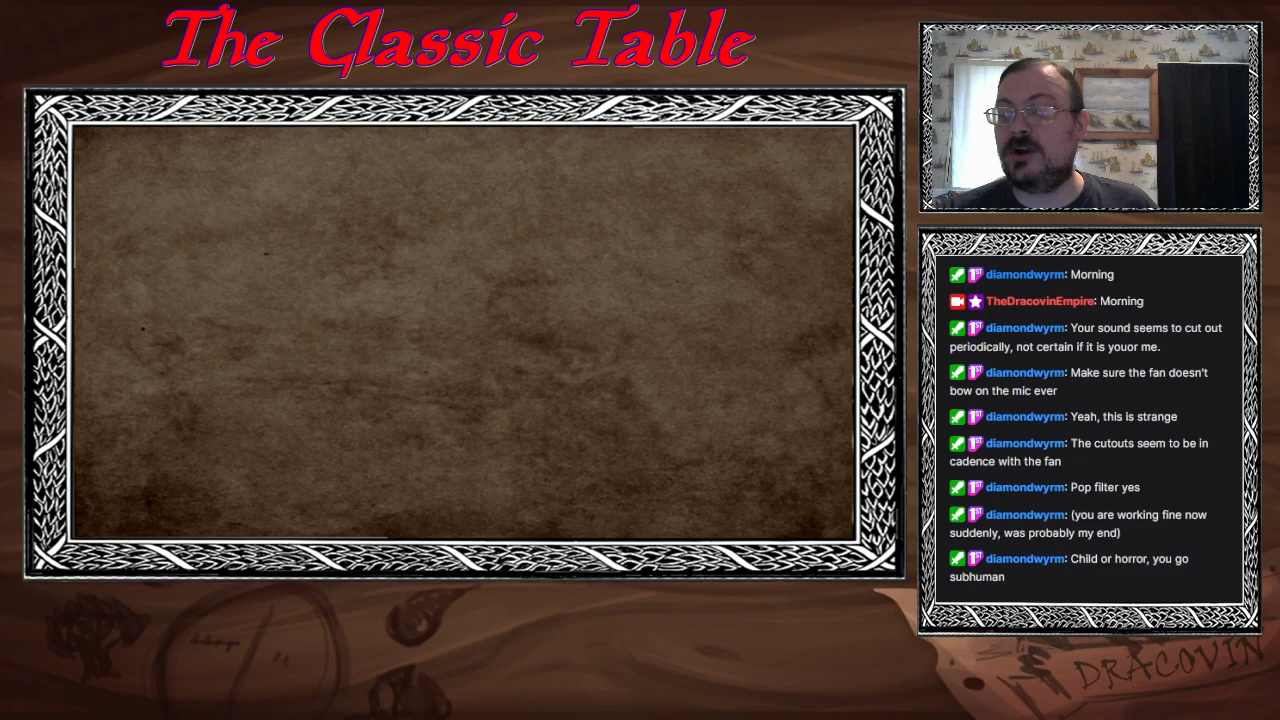 The Classic Table
diamondwyrm: Morning
TheDracovinEmpire: Morning
diamondwyrm: Your sound seems to cut out
periodically, not certain if it is youor me.
diamondwyrm: Make sure the fan doesn't
bow on the mic ever
diamondwyrm: Yeah, this is strange
diamondwyrm: The cutouts seem to be in
cadence with the fan
diamondwyrm: Pop filter yes
diamondwyrm: (you are working fine now
suddenly, was probably my end)
diamondwyrm: Child or horror, you go
subhuman
DRACOVIN